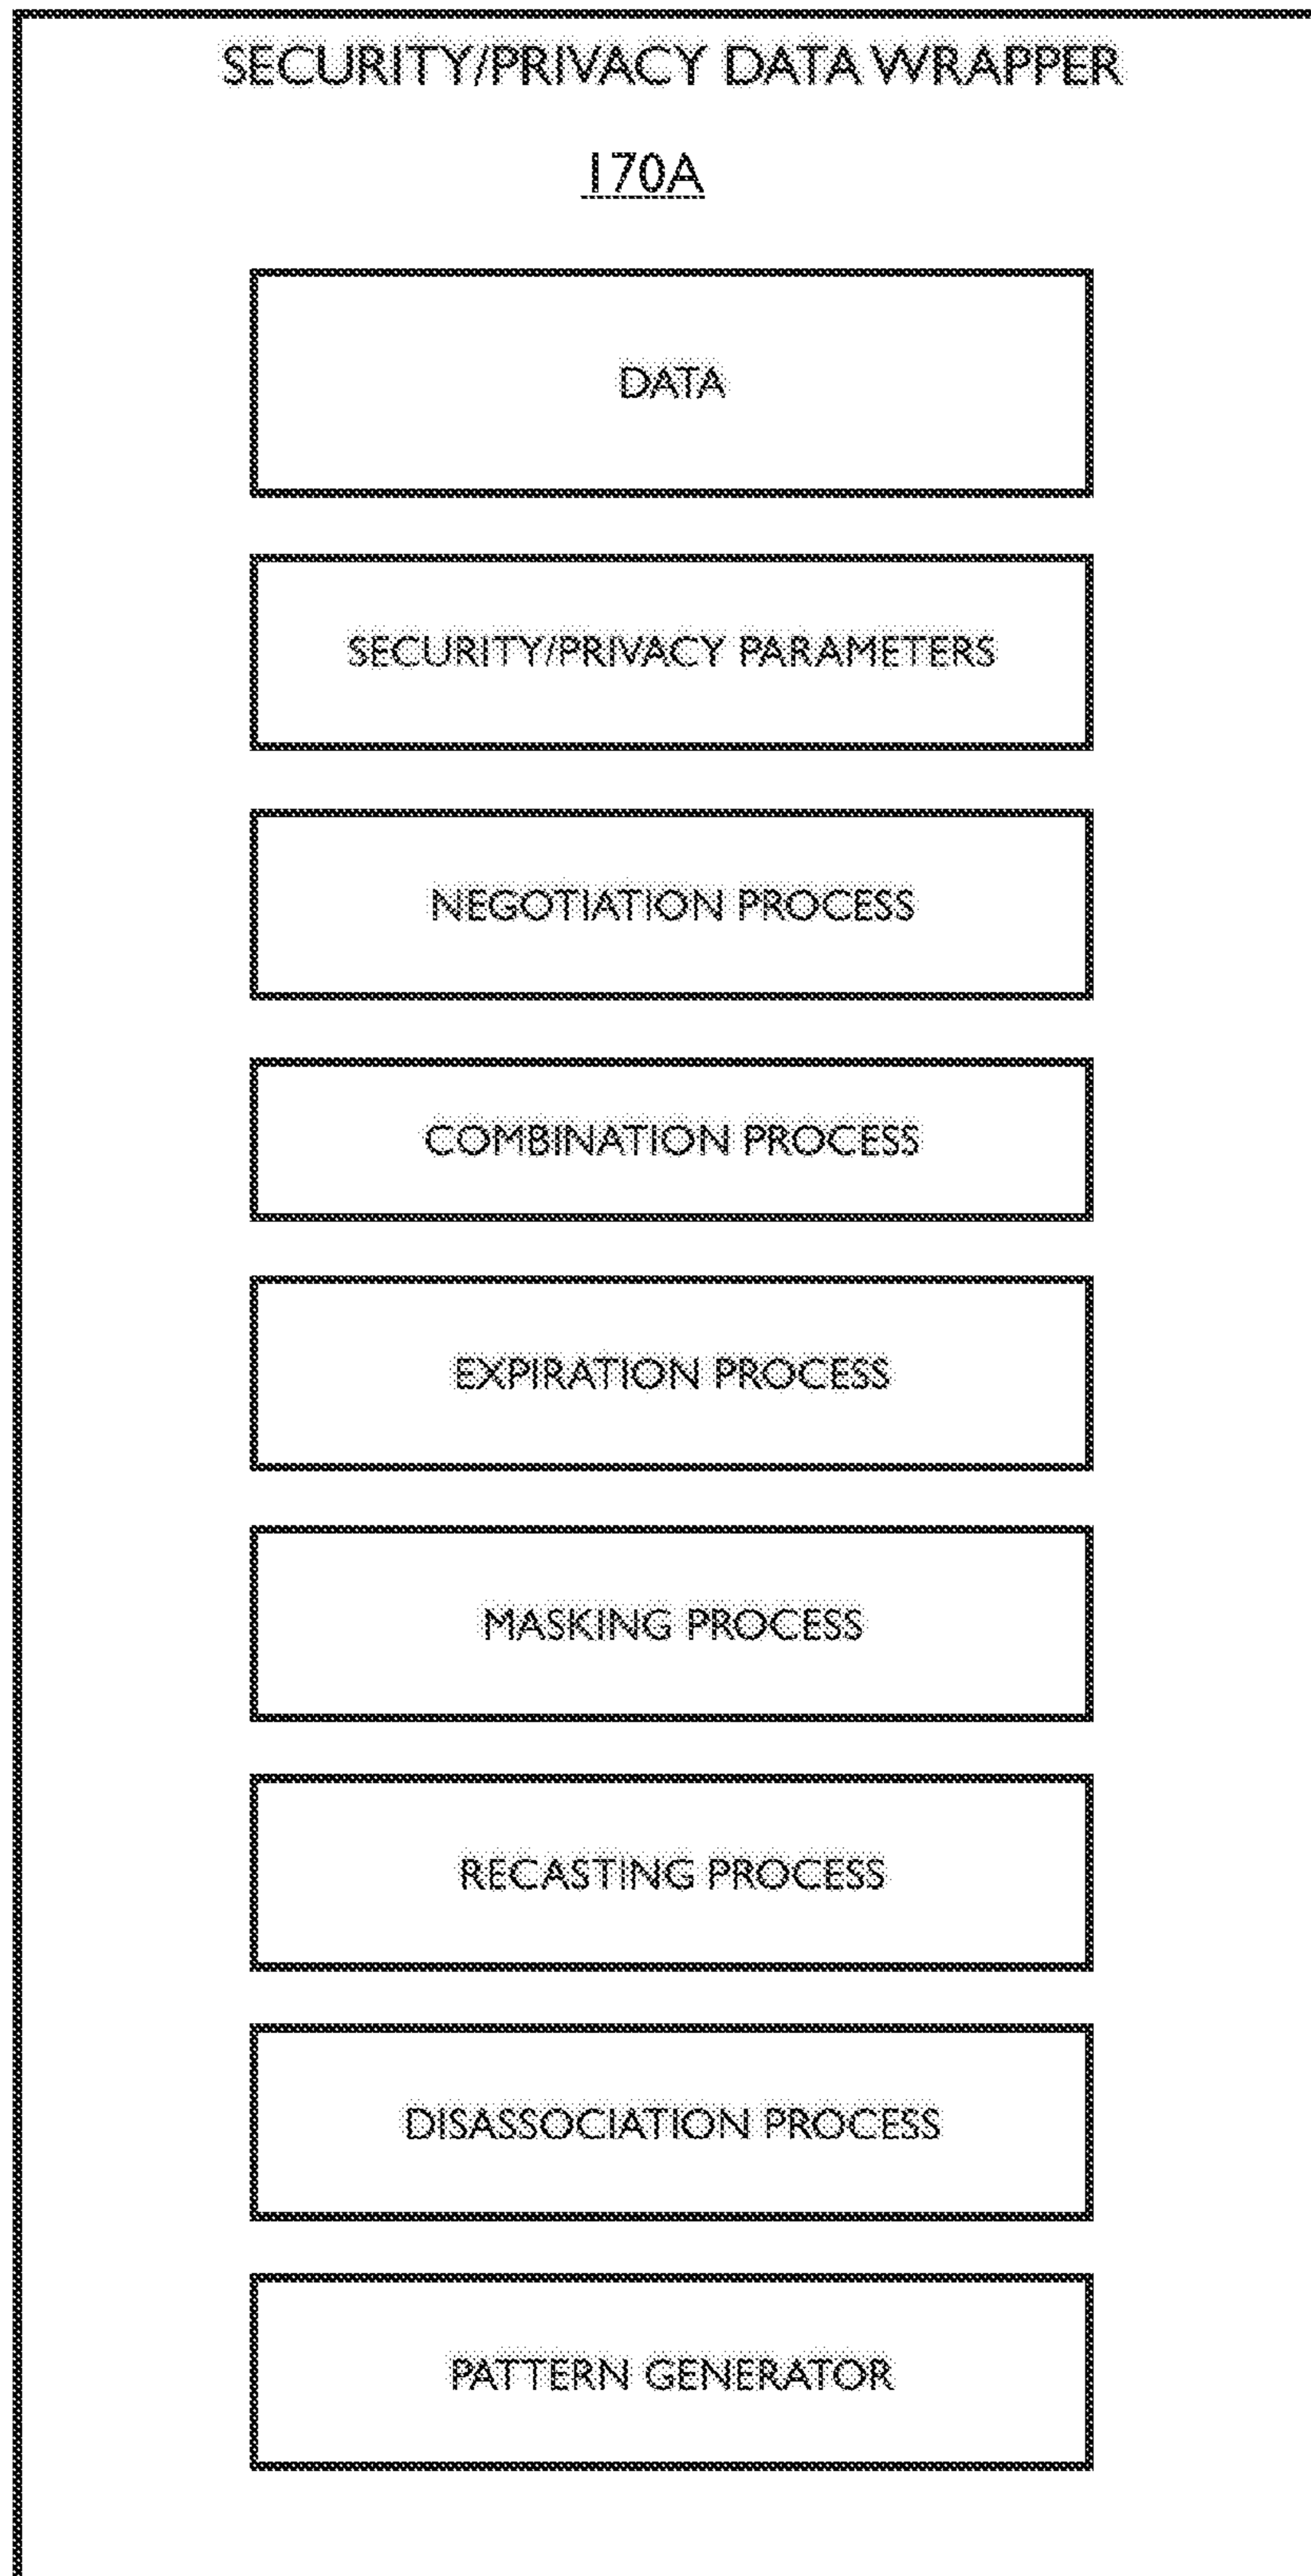 SECURITY/PRIVACY DATA WRAPPER
170A
DATA
SECURITY/PRIVACY PARAMETERS
NEGOTIATION PROCESS
COMBINATION PROCESS
EXPIRATION PROCESS
MASKING PROCESS
RECASTING PROCESS
DISASSOCIATION PROCESS
PATTERN GENERATOR